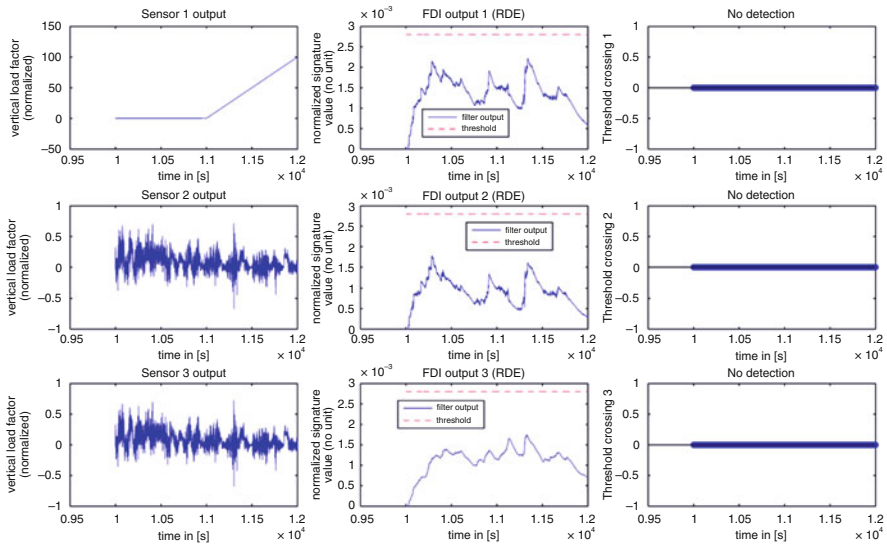 Sensor 1 output
vertical load factor
(normalized)
150
100
50
0
−50
0.95 1 1.05 1.1 1.15 1.2
time in [s]
× 10⁴
FDI output 1 (RDE)
× 10⁻³
normalized signature
value (no unit)
3
2.5
2
1.5
1
0.5
0
filter output
threshold
0.95 1 1.05 1.1 1.15 1.2
time in [s]
× 10⁴
No detection
Threshold crossing 1
1
0.5
0
−0.5
−1
0.95 1 1.05 1.1 1.15 1.2
time in [s]
× 10⁴
Sensor 2 output
vertical load factor
(normalized)
1
0.5
0
−0.5
−1
0.95 1 1.05 1.1 1.15 1.2
time in [s]
× 10⁴
FDI output 2 (RDE)
× 10⁻³
normalized signature
value (no unit)
3
2.5
2
1.5
1
0.5
0
filter output
threshold
0.95 1 1.05 1.1 1.15 1.2
time in [s]
× 10⁴
No detection
Threshold crossing 2
1
0.5
0
−0.5
−1
0.95 1 1.05 1.1 1.15 1.2
time in [s]
× 10⁴
Sensor 3 output
vertical load factor
(normalized)
1
0.5
0
−0.5
−1
0.95 1 1.05 1.1 1.15 1.2
time in [s]
× 10⁴
FDI output 3 (RDE)
× 10⁻³
normalized signature
value (no unit)
3
2.5
2
1.5
1
0.5
0
filter output
threshold
0.95 1 1.05 1.1 1.15 1.2
time in [s]
× 10⁴
No detection
Threshold crossing 3
1
0.5
0
−0.5
−1
0.95 1 1.05 1.1 1.15 1.2
time in [s]
× 10⁴